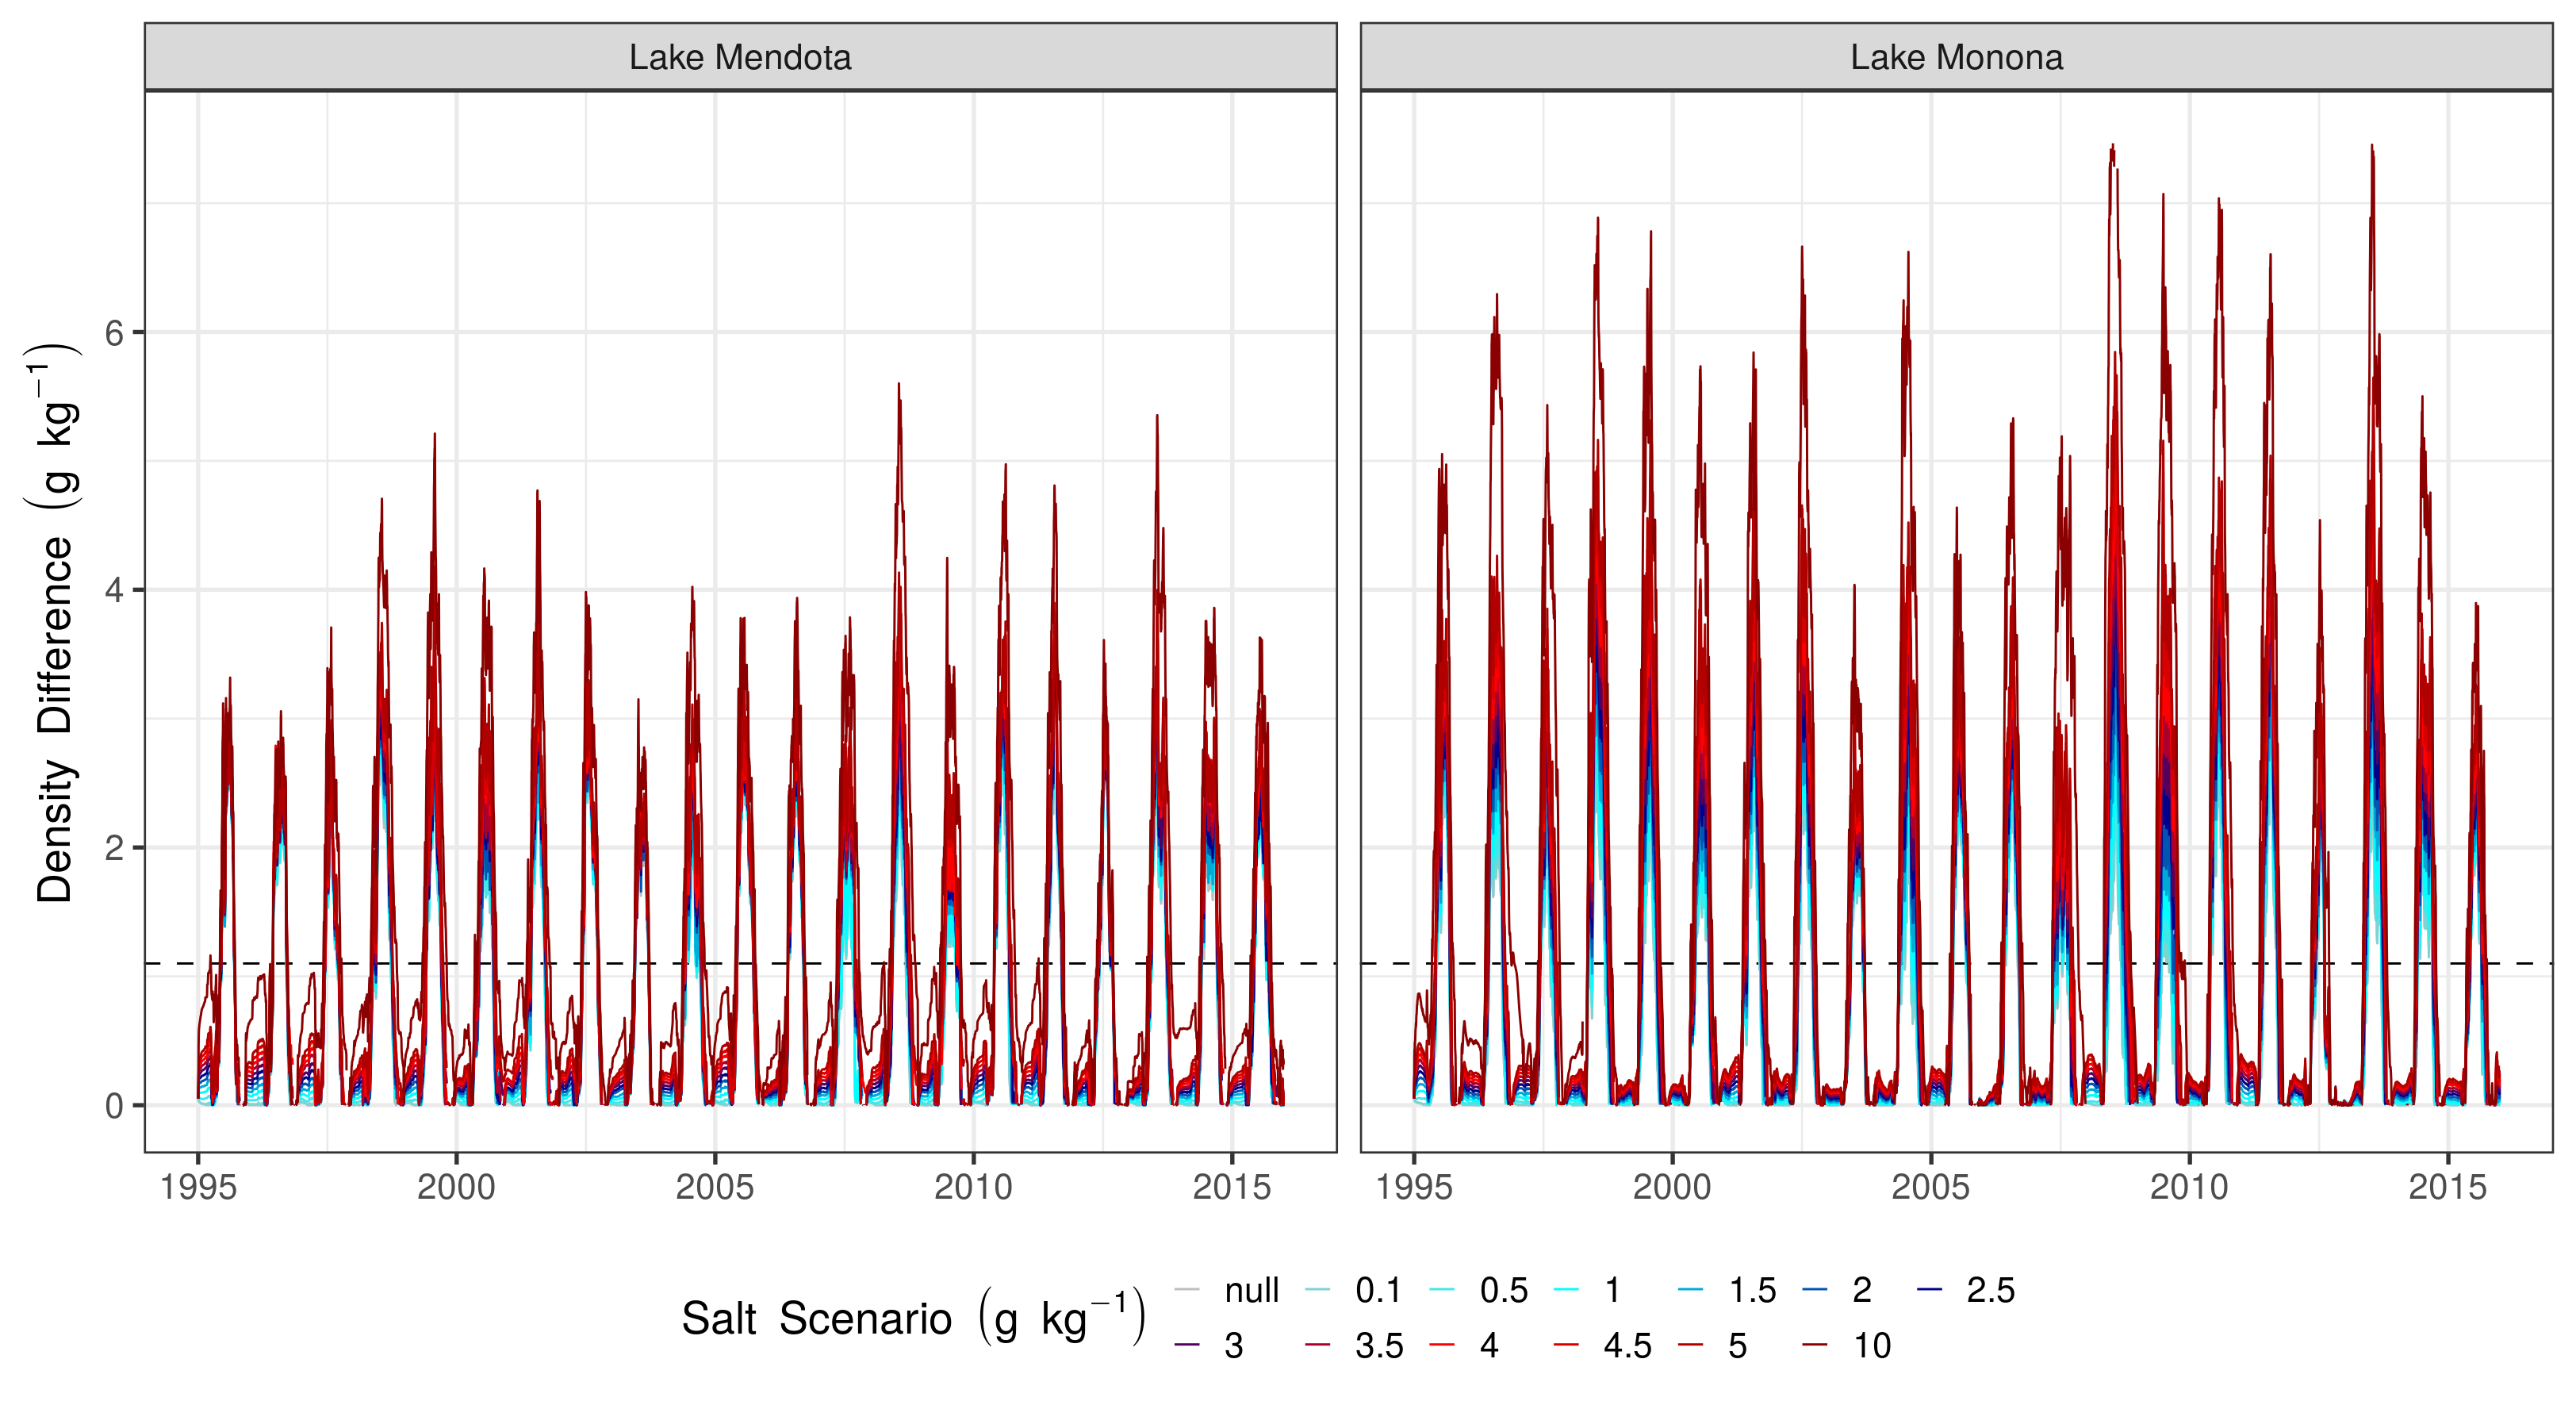 Lake Mendota
Lake Monona
Density Difference (g kg⁻¹)
6
4
2
0
1995 2000 2005 2010 2015
1995 2000 2005 2010 2015
Salt Scenario (g kg⁻¹)
null 0.1 0.5 1 1.5 2 2.5
3 3.5 4 4.5 5 10